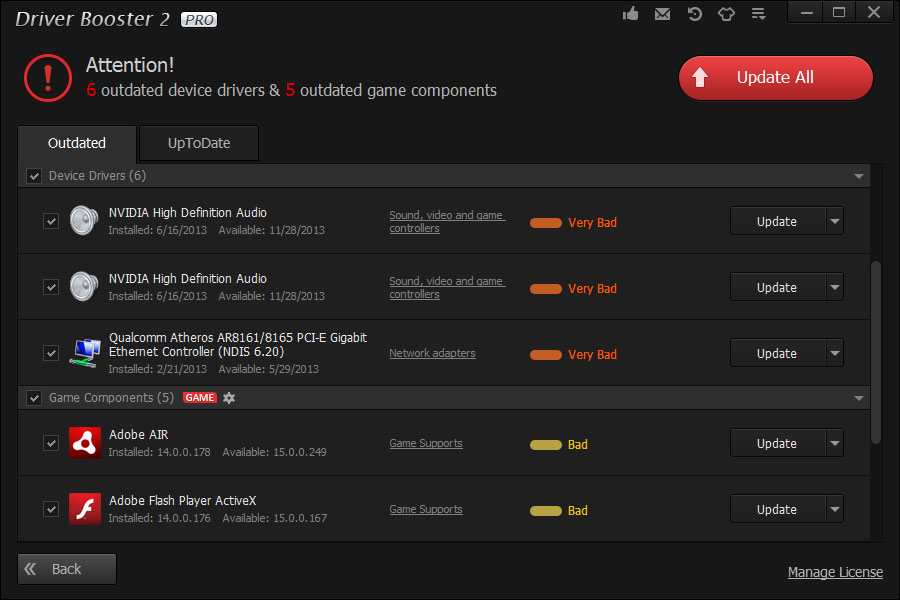 Driver Booster 2 PRO
Attention!
6 outdated device drivers & 5 outdated game components
Update All
Outdated
UpToDate
Device Drivers (6)
NVIDIA High Definition Audio
Installed: 6/16/2013 Available: 11/28/2013
Sound, video and game
controllers
Very Bad
Update
NVIDIA High Definition Audio
Installed: 6/16/2013 Available: 11/28/2013
Sound, video and game
controllers
Very Bad
Update
Qualcomm Atheros AR8161/8165 PCI-E Gigabit
Ethernet Controller (NDIS 6.20)
Installed: 2/21/2013 Available: 5/29/2013
Network adapters
Very Bad
Update
Game Components (5) GAME
Adobe AIR
Installed: 14.0.0.178 Available: 15.0.0.249
Game Supports
Bad
Update
Adobe Flash Player ActiveX
Installed: 14.0.0.176 Available: 15.0.0.167
Game Supports
Bad
Update
Back
Manage License